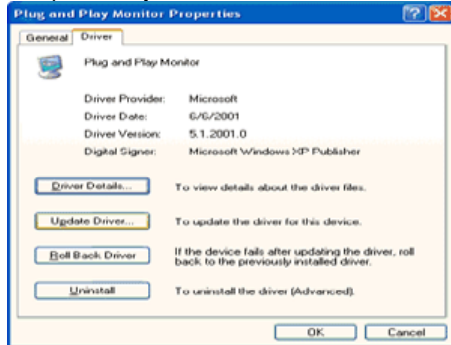 Plug and Play Monitor Properties
General Driver
Plug and Play Monitor
Driver Provider: Microsoft
Driver Date: 6/6/2001
Driver Version: 5.1.2001.0
Digital Signer: Microsoft Windows XP Publisher
Driver Details... To view details about the driver files.
Update Driver... To update the driver for this device.
Roll Back Driver If the device fails after updating the driver, roll
back to the previously installed driver.
Uninstall To uninstall the driver (Advanced).
OK Cancel